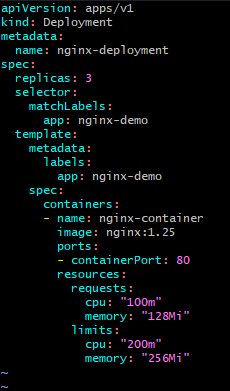 apiVersion: apps/v1
kind: Deployment
metadata:
  name: nginx-deployment
spec:
  replicas: 3
  selector:
    matchLabels:
      app: nginx-demo
  template:
    metadata:
      labels:
        app: nginx-demo
    spec:
      containers:
      - name: nginx-container
        image: nginx:1.25
        ports:
        - containerPort: 80
        resources:
          requests:
            cpu: "100m"
            memory: "128Mi"
          limits:
            cpu: "200m"
            memory: "256Mi"
~
~